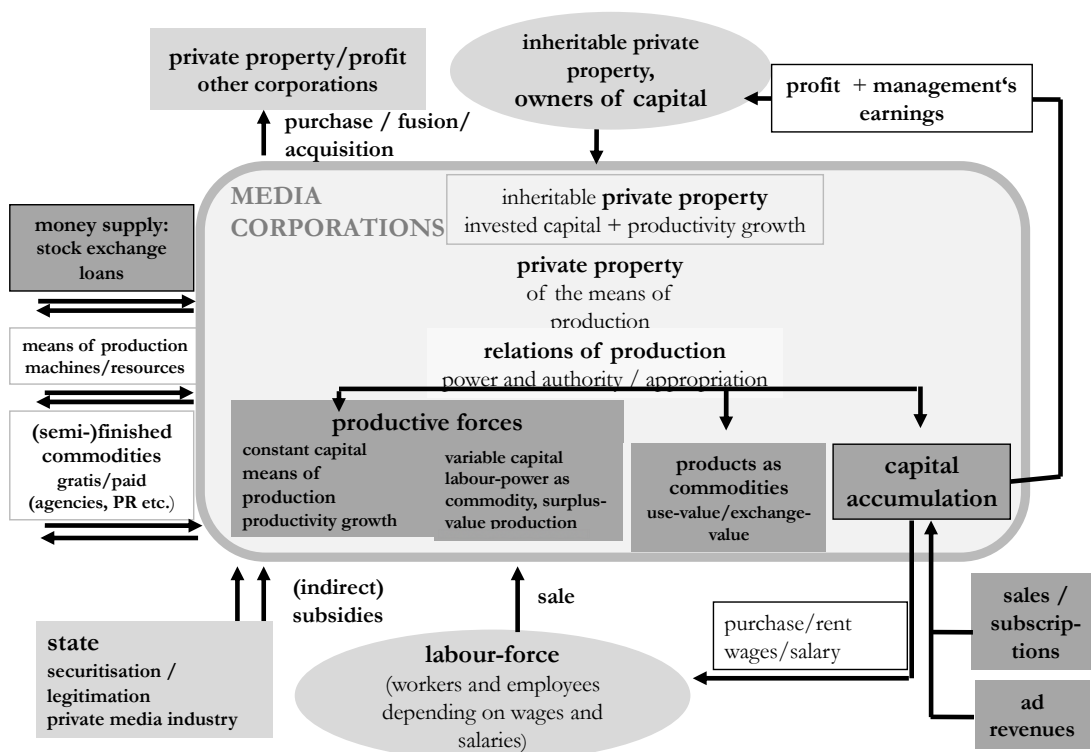 private property/profit
other corporations
inheritable private
property,
owners of capital
profit + management‘s
earnings
purchase / fusion/
acquisition
MEDIA
CORPORATIONS
inheritable private property
invested capital + productivity growth
money supply:
stock exchange
loans
private property
of the means of
production
means of production
machines/resources
relations of production
power and authority / appropriation
(semi-)finished
commodities
gratis/paid
(agencies, PR etc.)
productive forces
constant capital
means of
production
productivity growth
variable capital
labour-power as
commodity, surplus-
value production
products as
commodities
use-value/exchange-
value
capital
accumulation
(indirect)
subsidies
sale
state
securitisation /
legitimation
private media industry
labour-force
(workers and employees
depending on wages and
salaries)
purchase/rent
wages/salary
sales /
subscrip-
tions
ad
revenues